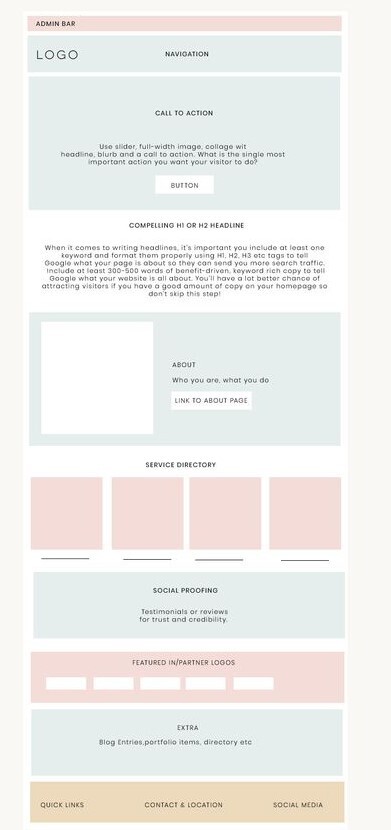 ADMIN BAR
LOGO
NAVIGATION
CALL TO ACTION
Use slider, full-width image, collage wit
headline, blurb and a call to action. What is the single most
important action you want your visitor to do?
BUTTON
COMPELLING H1 OR H2 HEADLINE
When it comes to writing headlines, it's important you include at least one
keyword and format them properly using H1, H2, H3 etc tags to tell
Google what your page is about so they can send you more search traffic.
Include at least 300-500 words of benefit-driven, keyword rich copy to tell
Google what your website is all about. You'll have a lot better chance of
attracting visitors if you have a good amount of copy on your homepage so
don't skip this step!
ABOUT
Who you are, what you do
LINK TO ABOUT PAGE
SERVICE DIRECTORY
SOCIAL PROOFING
Testimonials or reviews
for trust and credibility.
FEATURED IN/PARTNER LOGOS
EXTRA
Blog Entries,portfolio items, directory etc
QUICK LINKS
CONTACT & LOCATION
SOCIAL MEDIA